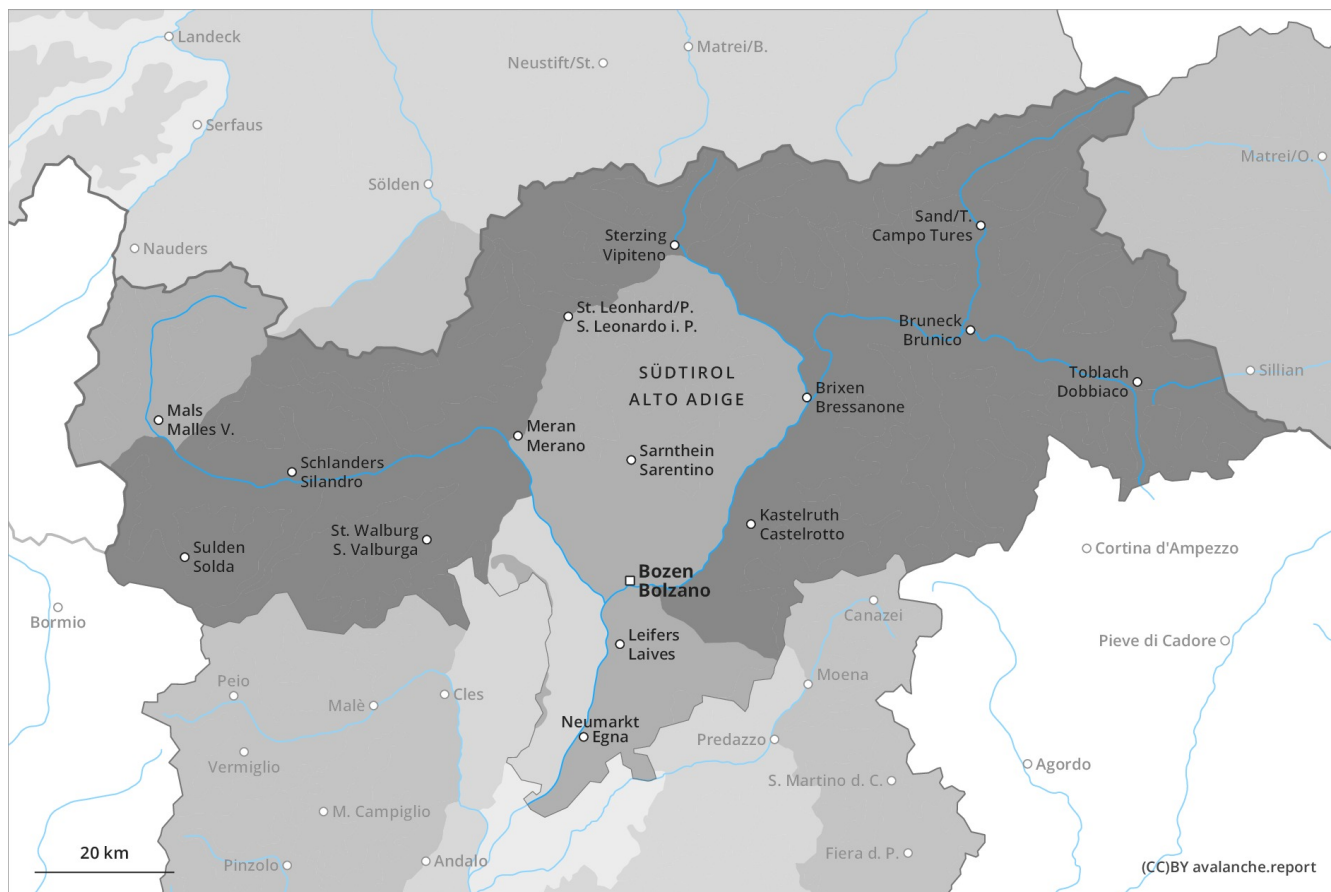 Landeck
Matrei/B.
Neustift/St.
Serfaus
Matrei/O.
Sölden
Sand/T.
Campo Tures
Sterzing
Vipiteno
Nauders
St. Leonhard/P.
S. Leonardo i. P.
Bruneck
Brunico
SÜDTIROL
ALTO ADIGE
Toblach
Dobbiaco
Sillian
Brixen
Bressanone
Mals
Malles V.
Meran
Merano
Sarnthein
Sarentino
Schlanders
Silandro
Kastelruth
Castelrotto
St. Walburg
S. Valburga
Sulden
Solda
Cortina d'Ampezzo
Bozen
Bolzano
Bormio
Canazei
Leifers
Laives
Pieve di Cadore
Peio
Moena
Malè
Cles
Neumarkt
Egna
Predazzo
Vermiglio
Agordo
S. Martino d. C.
M. Campiglio
20 km
Pinzolo
Andalo
Fiera d. P.
(CC)BY avalanche.report